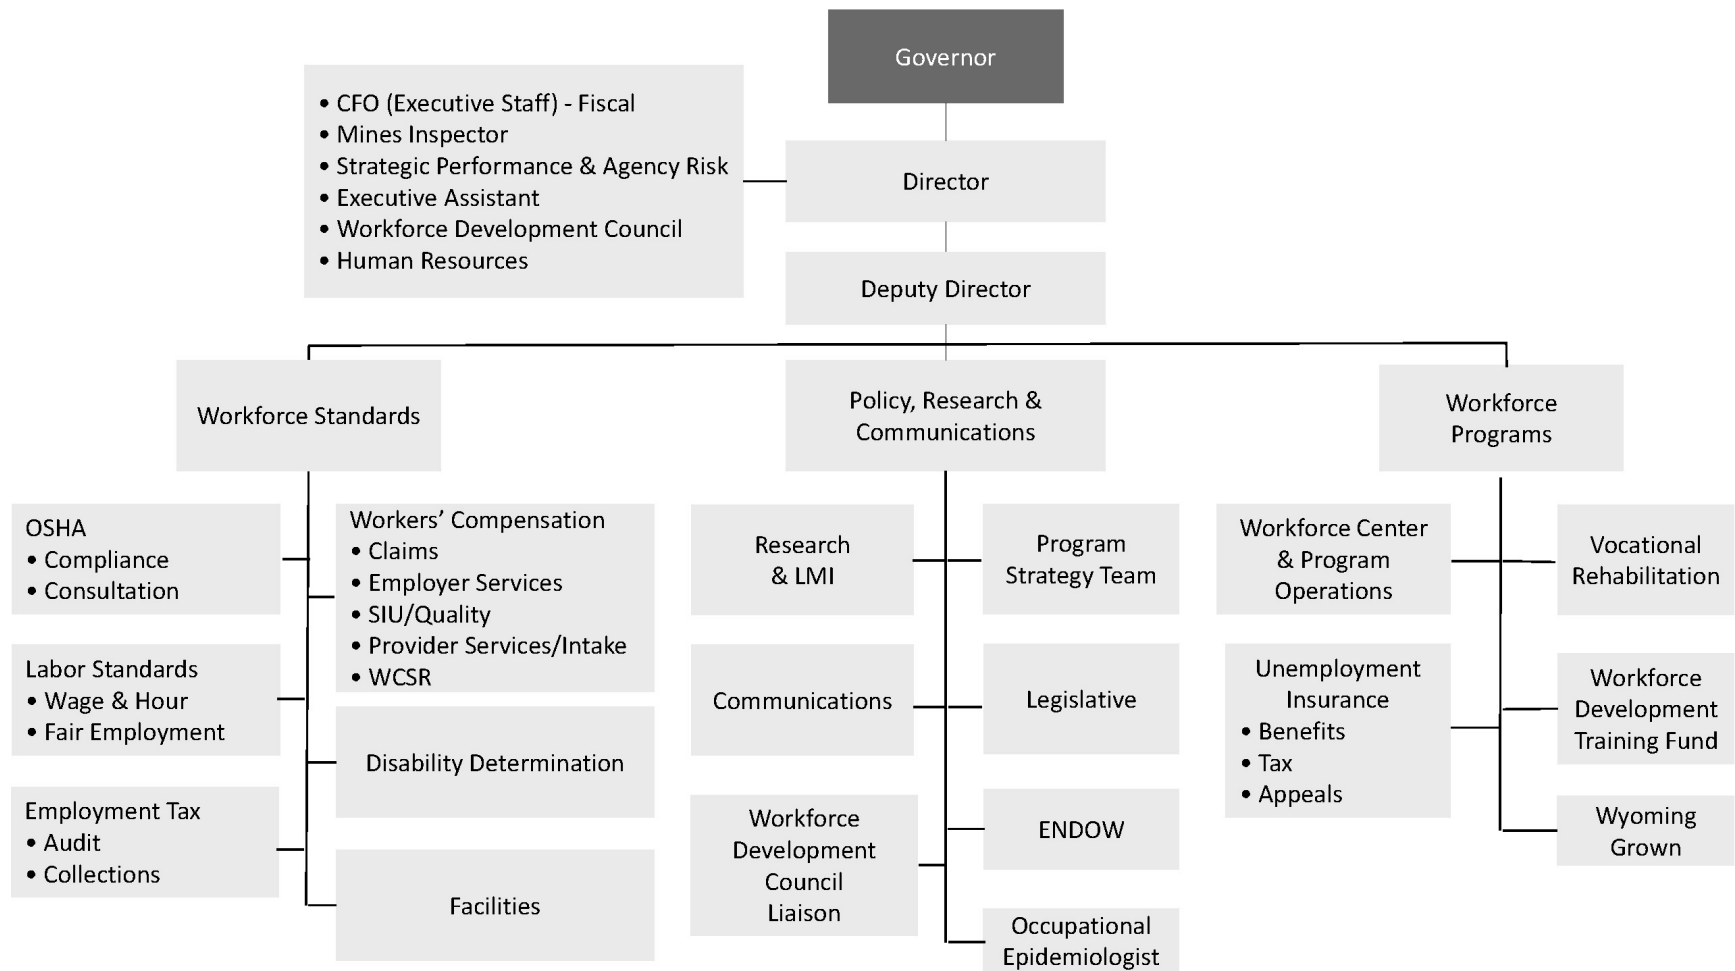 Governor
• CFO (Executive Staff) - Fiscal
• Mines Inspector
• Strategic Performance & Agency Risk
• Executive Assistant
• Workforce Development Council
• Human Resources
Director
Deputy Director
Workforce Standards
Policy, Research &
Communications
Workforce
Programs
OSHA
• Compliance
• Consultation
Labor Standards
• Wage & Hour
• Fair Employment
Employment Tax
• Audit
• Collections
Workers’ Compensation
• Claims
• Employer Services
• SIU/Quality
• Provider Services/Intake
• WCSR
Disability Determination
Facilities
Research
& LMI
Communications
Workforce
Development
Council
Liaison
Program
Strategy Team
Legislative
ENDOW
Occupational
Epidemiologist
Workforce Center
& Program
Operations
Unemployment
Insurance
• Benefits
• Tax
• Appeals
Vocational
Rehabilitation
Workforce
Development
Training Fund
Wyoming
Grown